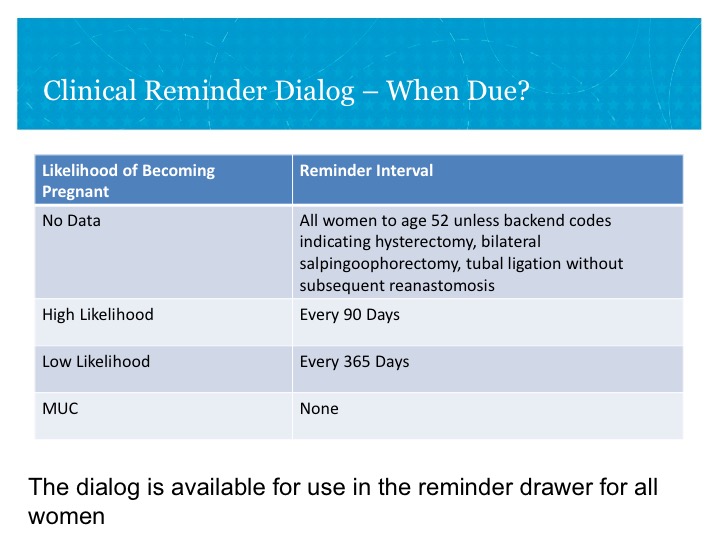 Clinical Reminder Dialog – When Due?
Likelihood of Becoming
Pregnant
Reminder Interval
No Data
All women to age 52 unless backend codes
indicating hysterectomy, bilateral
salpingoophorectomy, tubal ligation without
subsequent reanastomosis
High Likelihood
Every 90 Days
Low Likelihood
Every 365 Days
MUC
None
The dialog is available for use in the reminder drawer for all
women